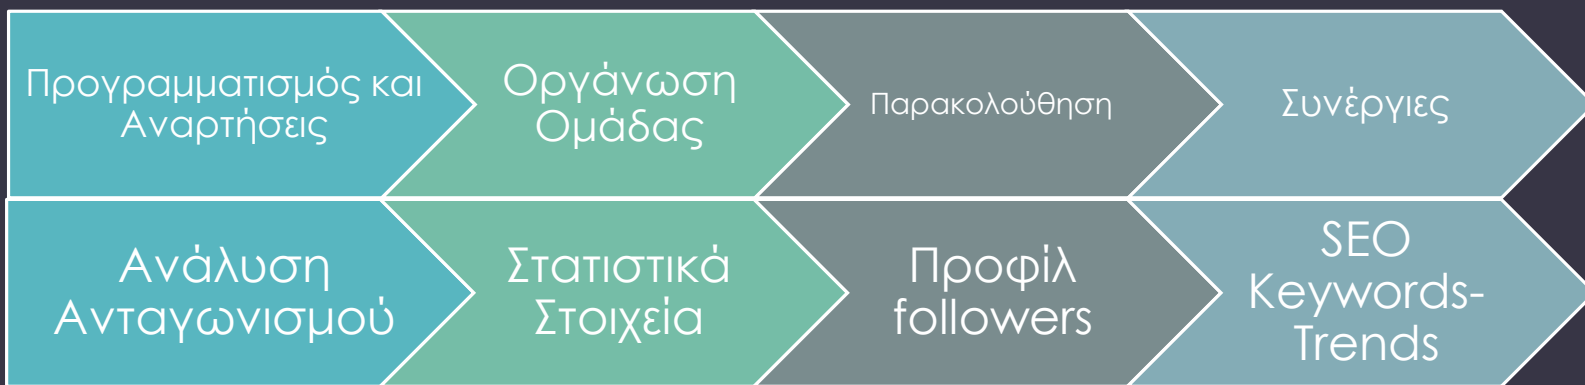 Προγραμματισμός και
Αναρτήσεις
Οργάνωση
Ομάδας
Παρακολούθηση
Συνέργιες
Ανάλυση
Ανταγωνισμού
Στατιστικά
Στοιχεία
Προφίλ
followers
SEO
Keywords-
Trends